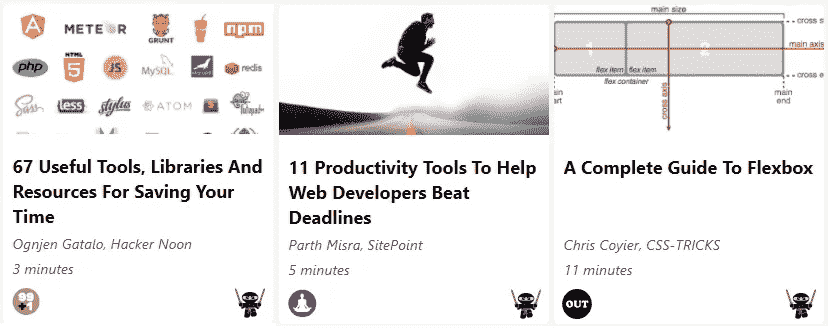 METEOR
GRUNT
npm
php
HTML
5
JS
MySQL
redis
Sass
{less}
stylus
ATOM
main size
cross s
main axis
flex item
flex item
cross e
flex container
main
end
cross axis
67 Useful Tools, Libraries And
Resources For Saving Your
Time
Ognjen Gatalo, Hacker Noon
3 minutes
99
+1
11 Productivity Tools To Help
Web Developers Beat
Deadlines
Parth Misra, SitePoint
5 minutes
A Complete Guide To Flexbox
Chris Coyier, CSS-TRICKS
11 minutes
OUT